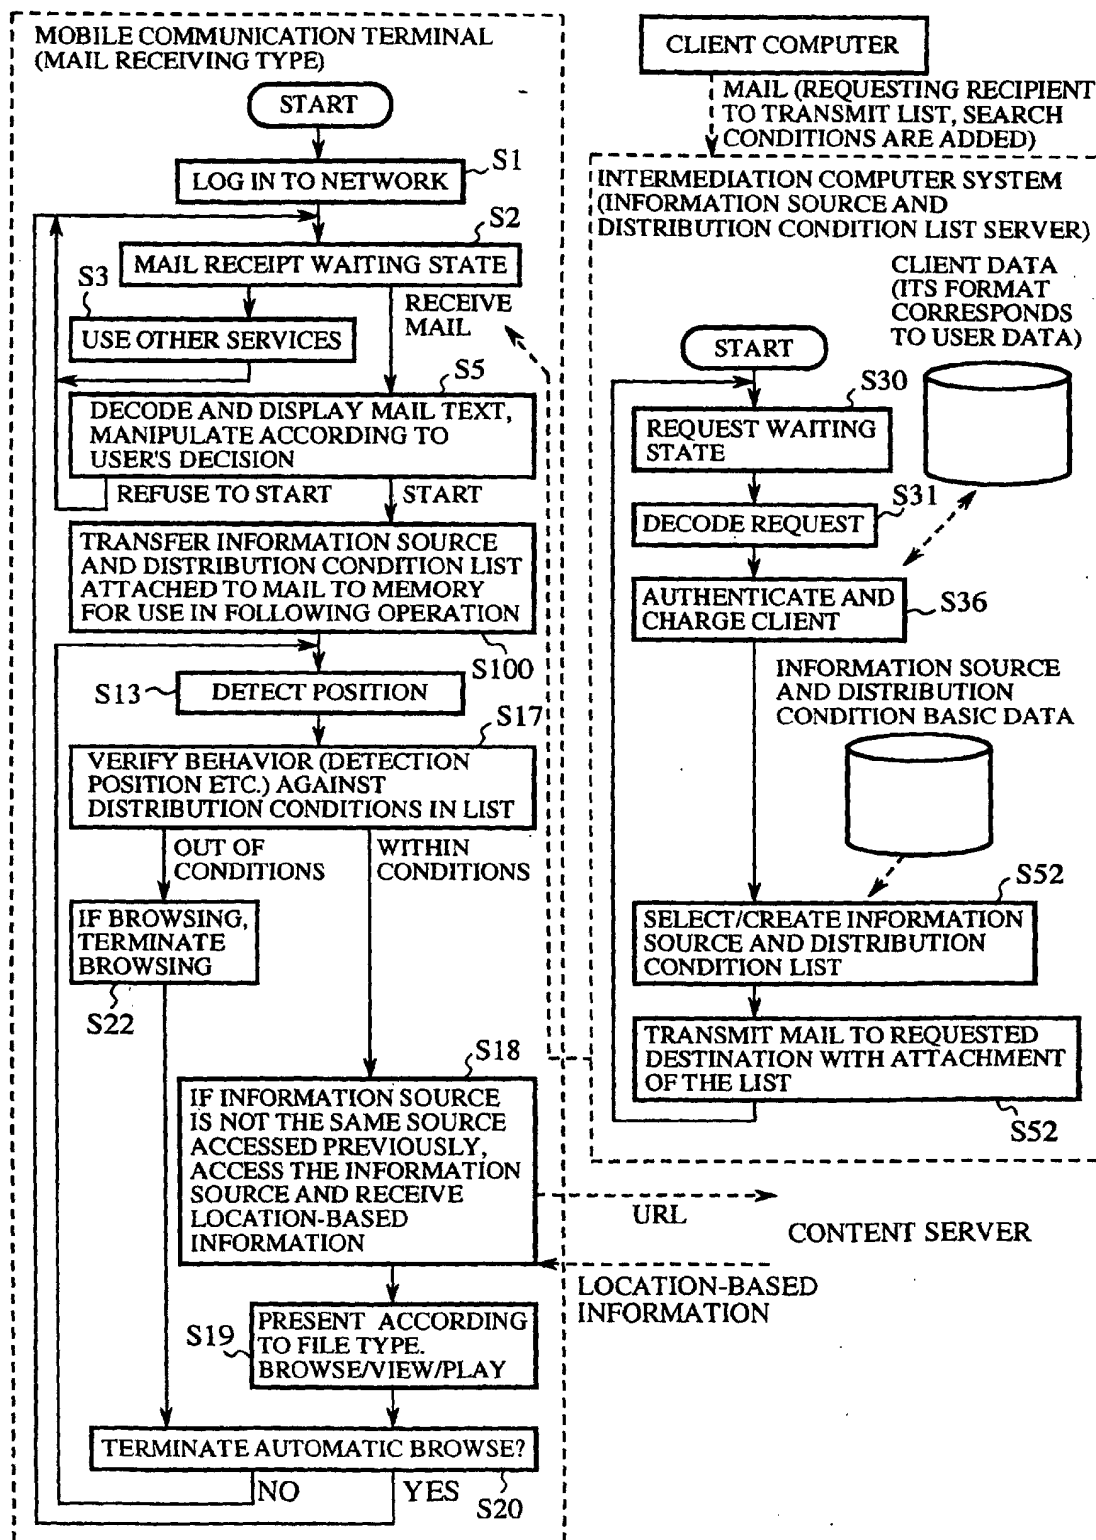 MOBILE COMMUNICATION TERMINAL
(MAIL RECEIVING TYPE)
START
S1
LOG IN TO NETWORK
S2
MAIL RECEIPT WAITING STATE
S3
USE OTHER SERVICES
RECEIVE
MAIL
S5
DECODE AND DISPLAY MAIL TEXT,
MANIPULATE ACCORDING TO
USER'S DECISION
REFUSE TO START
START
TRANSFER INFORMATION SOURCE
AND DISTRIBUTION CONDITION LIST
ATTACHED TO MAIL TO MEMORY
FOR USE IN FOLLOWING OPERATION
S100
S13
DETECT POSITION
S17
VERIFY BEHAVIOR (DETECTION
POSITION ETC.) AGAINST
DISTRIBUTION CONDITIONS IN LIST
OUT OF
CONDITIONS
WITHIN
CONDITIONS
IF BROWSING,
TERMINATE
BROWSING
S22
S18
IF INFORMATION SOURCE
IS NOT THE SAME SOURCE
ACCESSED PREVIOUSLY,
ACCESS THE INFORMATION
SOURCE AND RECEIVE
LOCATION-BASED
INFORMATION
S19
PRESENT ACCORDING
TO FILE TYPE.
BROWSE/VIEW/PLAY
TERMINATE AUTOMATIC BROWSE?
NO
YES
S20
CLIENT COMPUTER
MAIL (REQUESTING RECIPIENT
TO TRANSMIT LIST, SEARCH
CONDITIONS ARE ADDED)
INTERMEDIATION COMPUTER SYSTEM
(INFORMATION SOURCE AND
DISTRIBUTION CONDITION LIST SERVER)
CLIENT DATA
(ITS FORMAT
CORRESPONDS
TO USER DATA)
START
S30
REQUEST WAITING
STATE
S31
DECODE REQUEST
AUTHENTICATE AND
CHARGE CLIENT
S36
INFORMATION SOURCE
AND DISTRIBUTION
CONDITION BASIC DATA
S52
SELECT/CREATE INFORMATION
SOURCE AND DISTRIBUTION
CONDITION LIST
TRANSMIT MAIL TO REQUESTED
DESTINATION WITH ATTACHMENT
OF THE LIST
S52
URL
CONTENT SERVER
LOCATION-BASED
INFORMATION